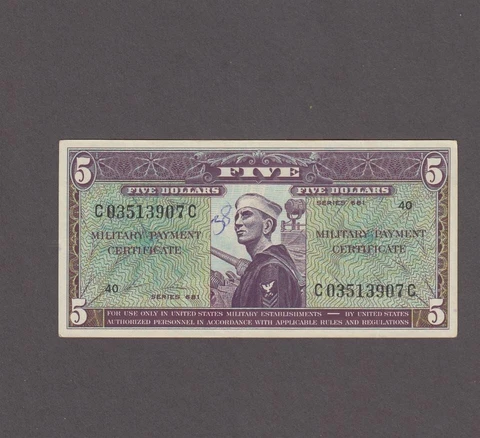 5 FIVE 5
FIVE DOLLARS FIVE DOLLARS
SERIES 681 40
C03513907C
38
MILITARY PAYMENT MILITARY PAYMENT
CERTIFICATE CERTIFICATE
40
SERIES 681
C03513907C
5 5
FOR USE ONLY IN UNITED STATES MILITARY ESTABLISHMENTS — BY UNITED STATES
AUTHORIZED PERSONNEL IN ACCORDANCE WITH APPLICABLE RULES AND REGULATIONS